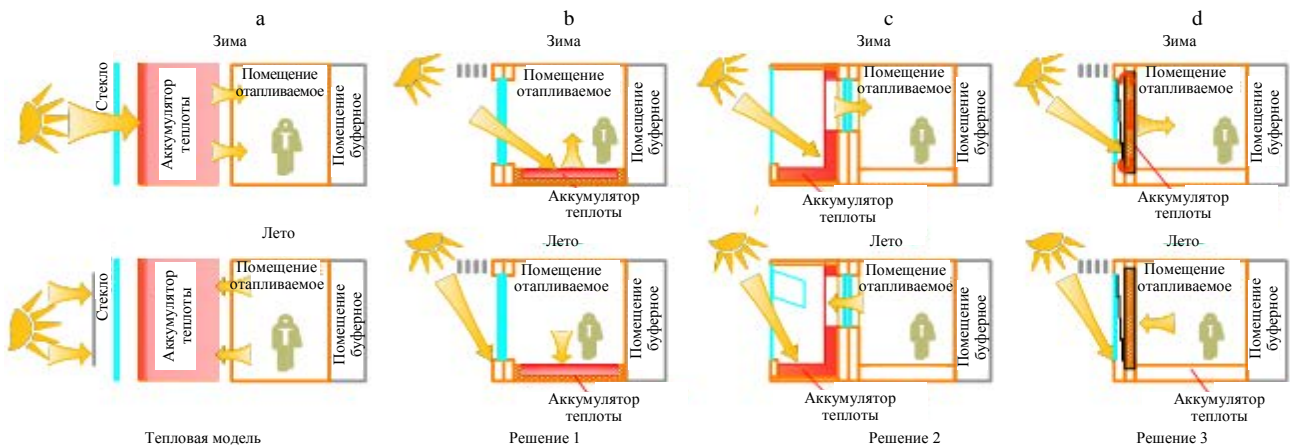 a
b
c
d
Зима
Зима
Зима
Зима
Стекло
Аккумулятор
теплоты
Помещение
отапливаемое
Помещение
буферное
Помещение
отапливаемое
Помещение
буферное
Аккумулятор
теплоты
Помещение
отапливаемое
Помещение
буферное
Аккумулятор
теплоты
Помещение
отапливаемое
Помещение
буферное
Аккумулятор
теплоты
Лето
Лето
Лето
Лето
Стекло
Аккумулятор
теплоты
Помещение
отапливаемое
Помещение
буферное
Помещение
отапливаемое
Помещение
буферное
Аккумулятор
теплоты
Помещение
отапливаемое
Помещение
буферное
Аккумулятор
теплоты
Помещение
отапливаемое
Помещение
буферное
Аккумулятор
теплоты
Тепловая модель
Решение 1
Решение 2
Решение 3